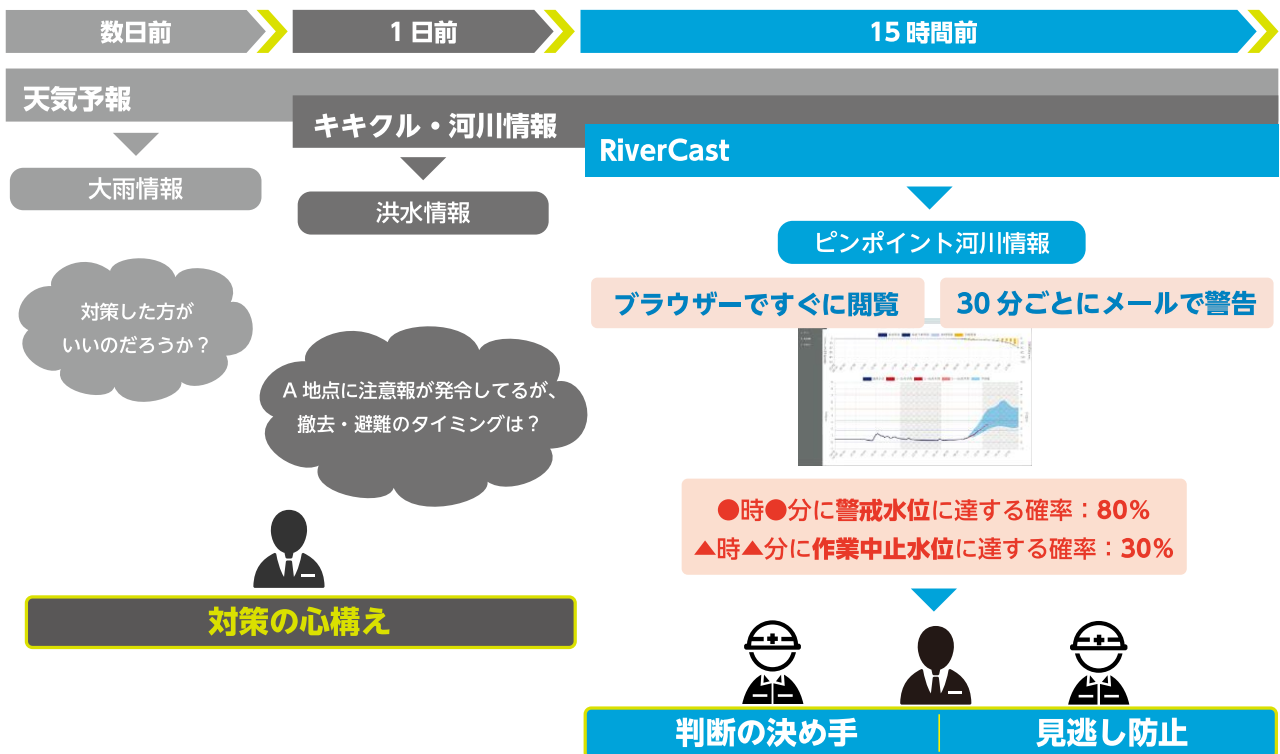 数日前
1日前
15時間前
天気予報
キキクル・河川情報
RiverCast
大雨情報
洪水情報
ピンポイント河川情報
ブラウザーですぐに閲覧
30分ごとにメールで警告
対策した方が
いいのだろうか？
A地点に注意報が発令してるが、
撤去・避難のタイミングは？
●時●分に警戒水位に達する確率：80%
▲時▲分に作業中止水位に達する確率：30%
対策の心構え
判断の決め手
見逃し防止